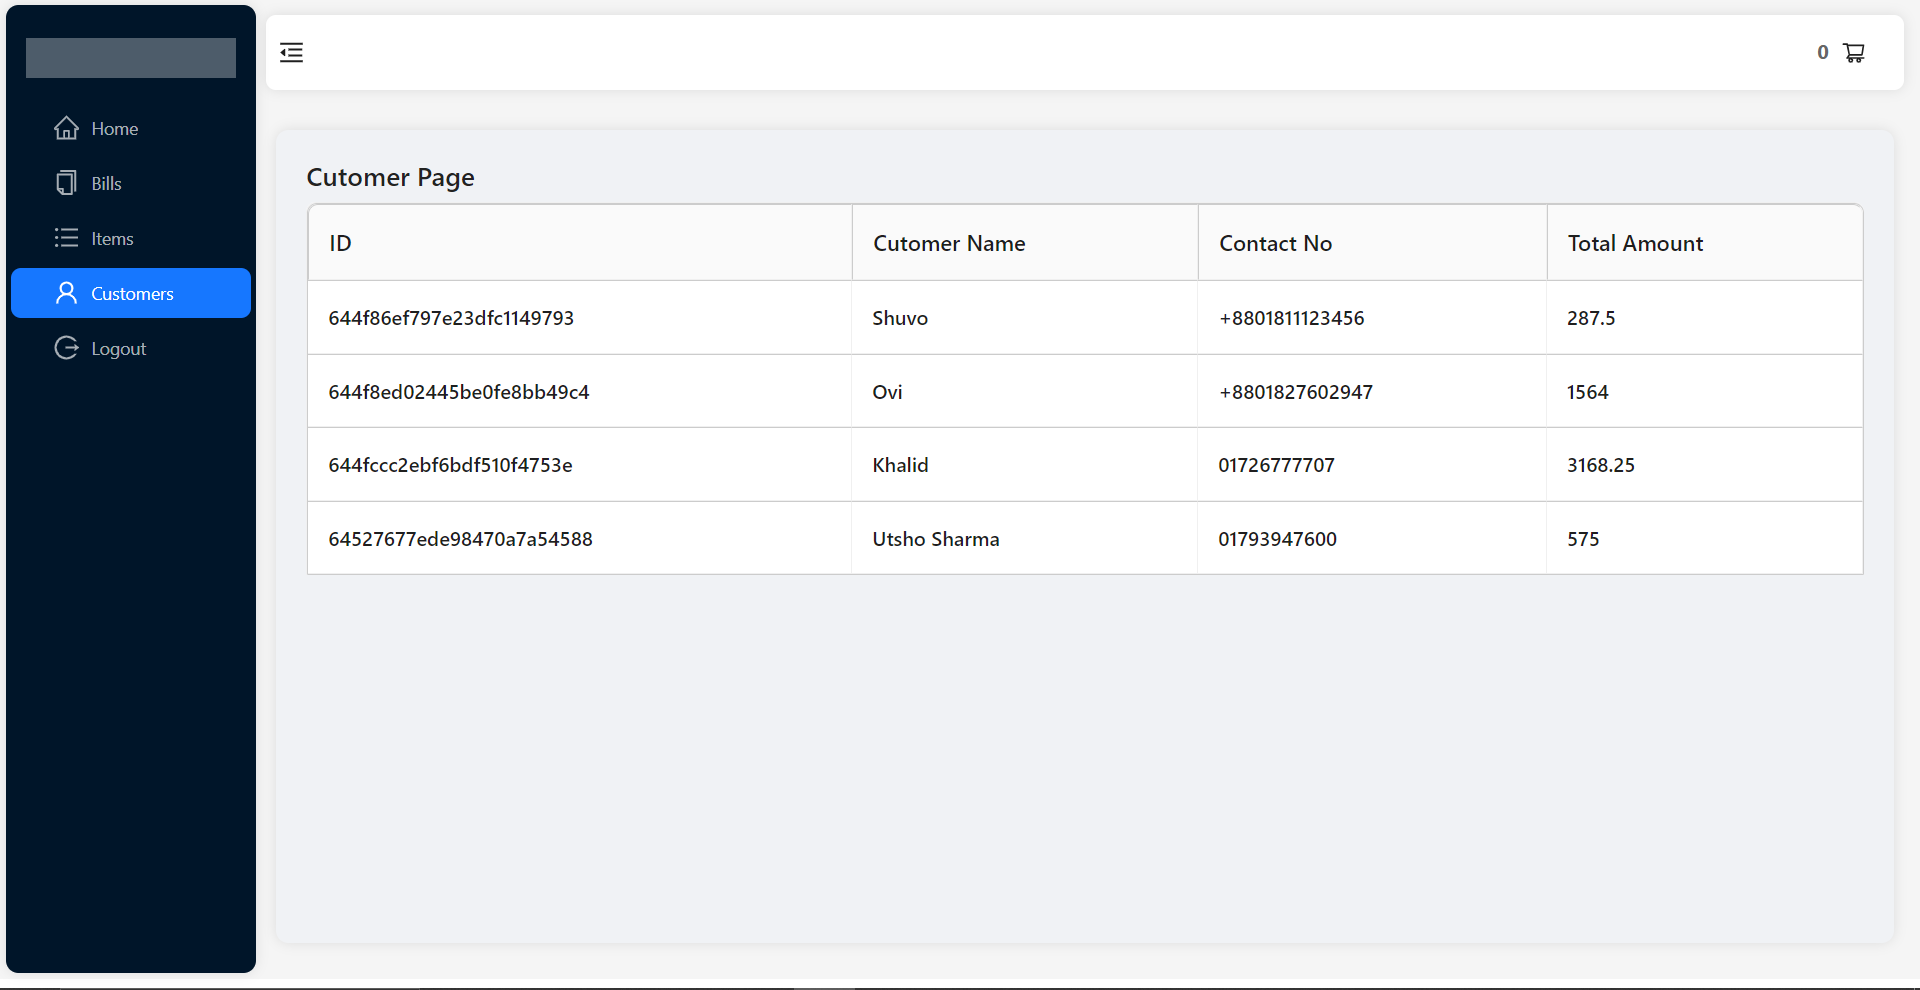 0
Home
Bills
Items
Customers
Logout
Cutomer Page
ID Cutomer Name Contact No Total Amount
644f86ef797e23dfc1149793 Shuvo +8801811123456 287.5
644f8ed02445be0fe8bb49c4 Ovi +8801827602947 1564
644fccc2ebf6bdf510f4753e Khalid 01726777707 3168.25
64527677ede98470a7a54588 Utsho Sharma 01793947600 575